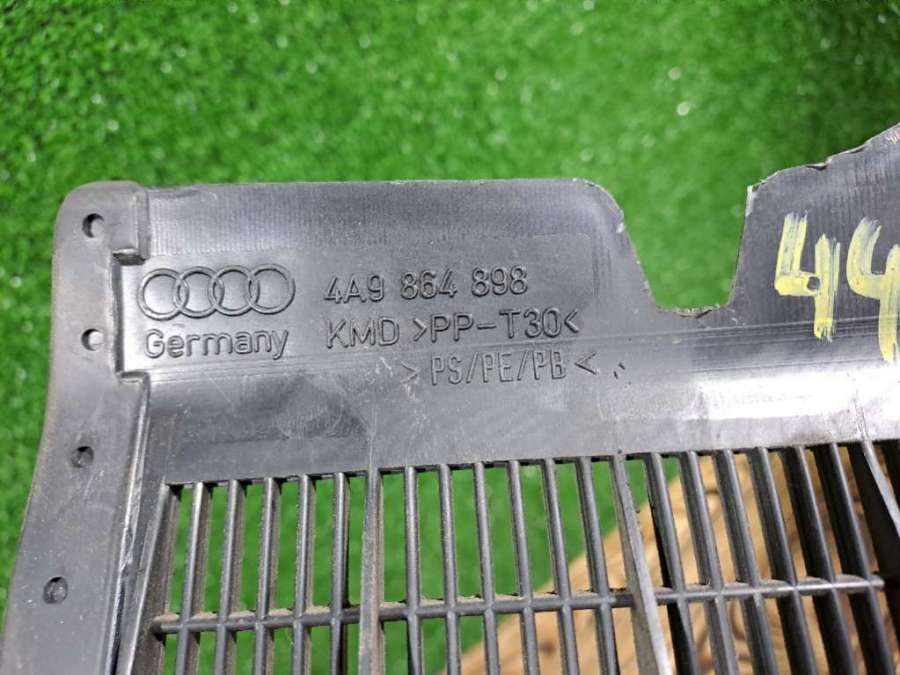 4A9 864 898
Germany KMD >PP-T30<
>PS/PE/PB<
44